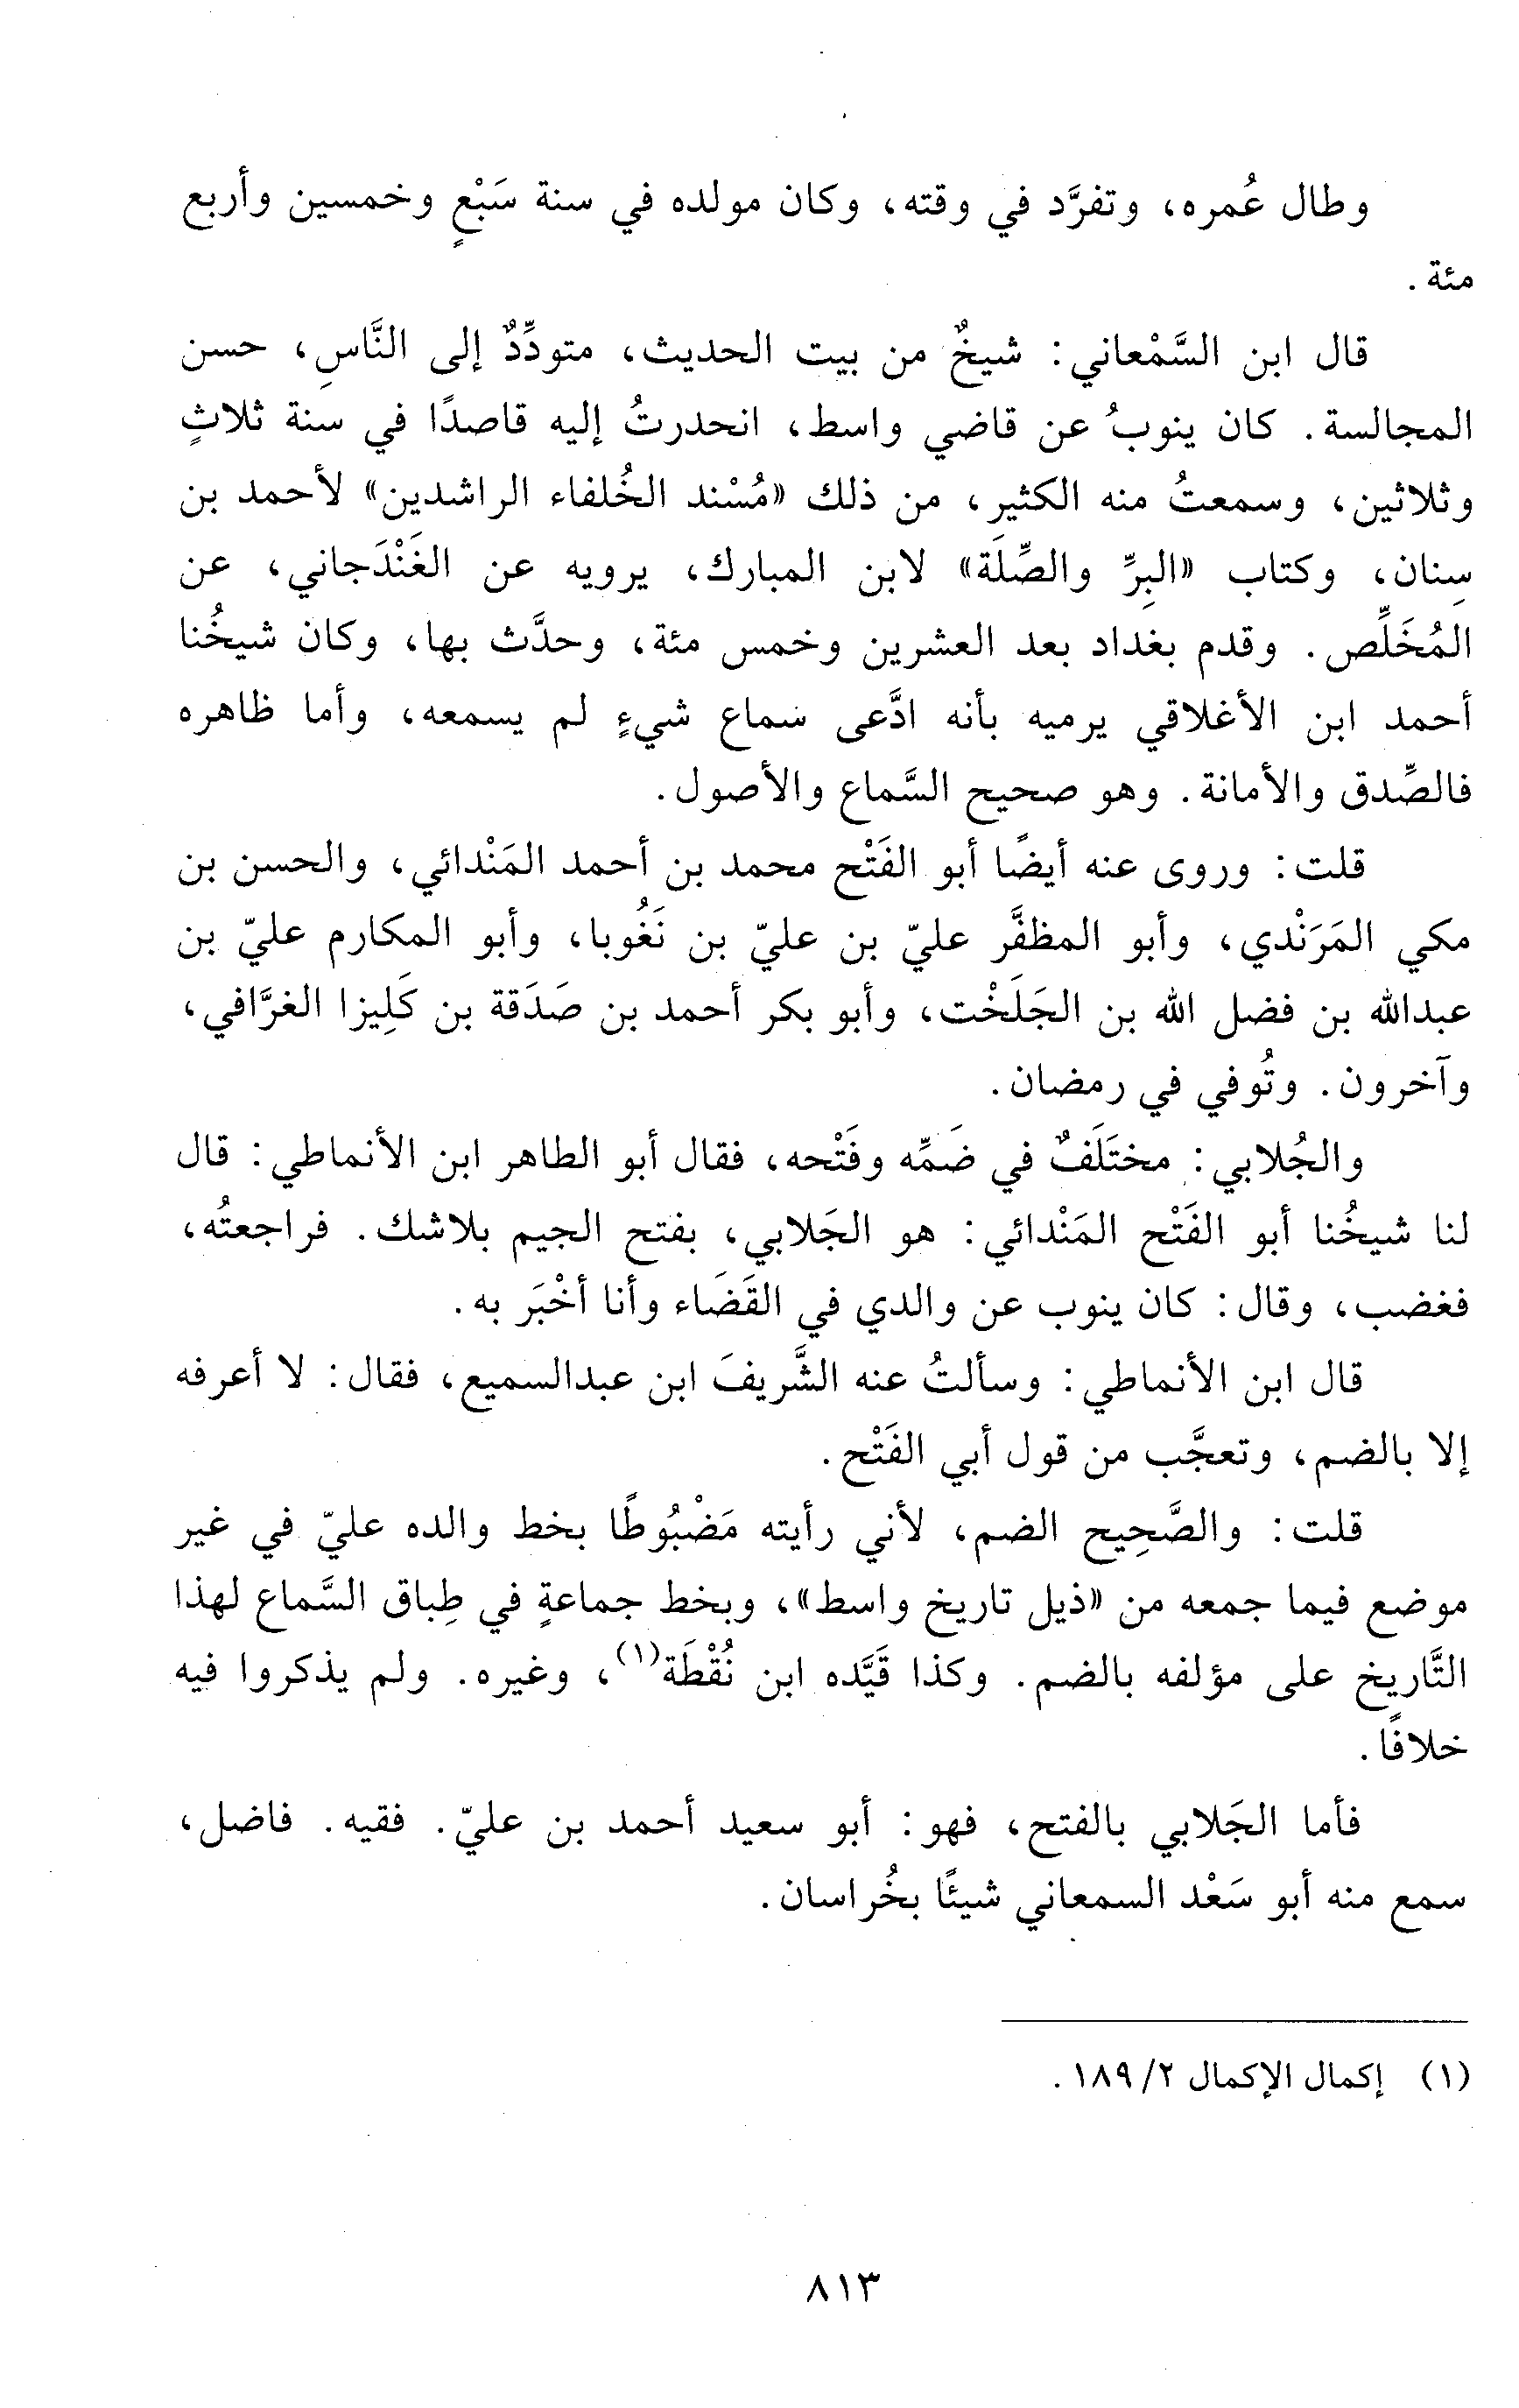 وطال عُمره، وتفرَّد في وقته، وكان مولده في سنة سَبْعٍ وخمسين وأربع
مئة .
قال ابن السَّمْعاني : شيخٌ من بيت الحديث، متودِّدٌ إلى النَّاسِ، حسن
المجالسة . كان ينوبُ عن قاضي واسط، انحدرتُ إليه قاصدًا في سنة ثلاثٍ
وثلاثين، وسمعتُ منه الكثير، من ذلك «مُسْند الخُلفاء الراشدين» لأحمد بن
سِنان، وكتاب «البِرِّ والصِّلَة» لابن المبارك، يرويه عن الغَنْدَجاني، عن
المُخَلِّص . وقدم بغداد بعد العشرين وخمس مئة، وحدَّث بها، وكان شيخُنا
أحمد ابن الأغلاقي يرميه بأنه ادَّعى سماع شيءٍ لم يسمعه، وأما ظاهره
فالصِّدق والأمانة . وهو صحيح السَّماع والأصول .
قلت : وروى عنه أيضًا أبو الفَتْح محمد بن أحمد المَنْدائي، والحسن بن
مكي المَرَنْدي، وأبو المظفَّر عليّ بن عليّ بن نَغُوبا، وأبو المكارم عليّ بن
عبدالله بن فضل الله بن الجَلَخْت، وأبو بكر أحمد بن صَدَقة بن كَلِيزا الغرَّافي،
وآخرون . وتُوفي في رمضان .
والجُلابي : مختَلَفٌ في ضَمِّه وفَتْحه، فقال أبو الطاهر ابن الأنماطي : قال
لنا شيخُنا أبو الفَتْح المَنْدائي : هو الجَلابي، بفتح الجيم بلاشك . فراجعتُه،
فغضب، وقال : كان ينوب عن والدي في القَضَاء وأنا أخْبَر به .
قال ابن الأنماطي : وسألتُ عنه الشَّريفَ ابن عبدالسميع، فقال : لا أعرفه
إلا بالضم، وتعجَّب من قول أبي الفَتْح .
قلت : والصَّحِيح الضم، لأني رأيته مَضْبُوطًا بخط والده عليّ في غير
موضع فيما جمعه من «ذيل تاريخ واسط»، وبخط جماعةٍ في طِباق السَّماع لهذا
التَّاريخ على مؤلفه بالضم . وكذا قَيَّده ابن نُقْطَة(١)، وغيره . ولم يذكروا فيه
خلافًا .
فأما الجَلابي بالفتح، فهو : أبو سعيد أحمد بن عليّ . فقيه . فاضل،
سمع منه أبو سَعْد السمعاني شيئًا بخُراسان .
(١) إكمال الإكمال ٢/ ١٨٩ .
٨١٣